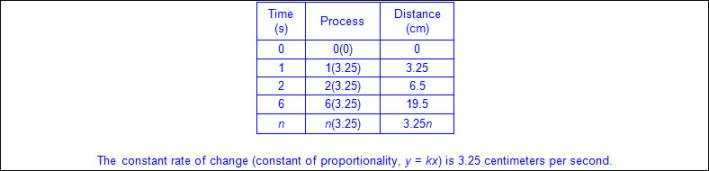 Time (s) Process Distance (cm)
0 0(0) 0
1 1(3.25) 3.25
2 2(3.25) 6.5
6 6(3.25) 19.5
n n(3.25) 3.25n
The constant rate of change (constant of proportionality, y = kx) is 3.25 centimeters per second.